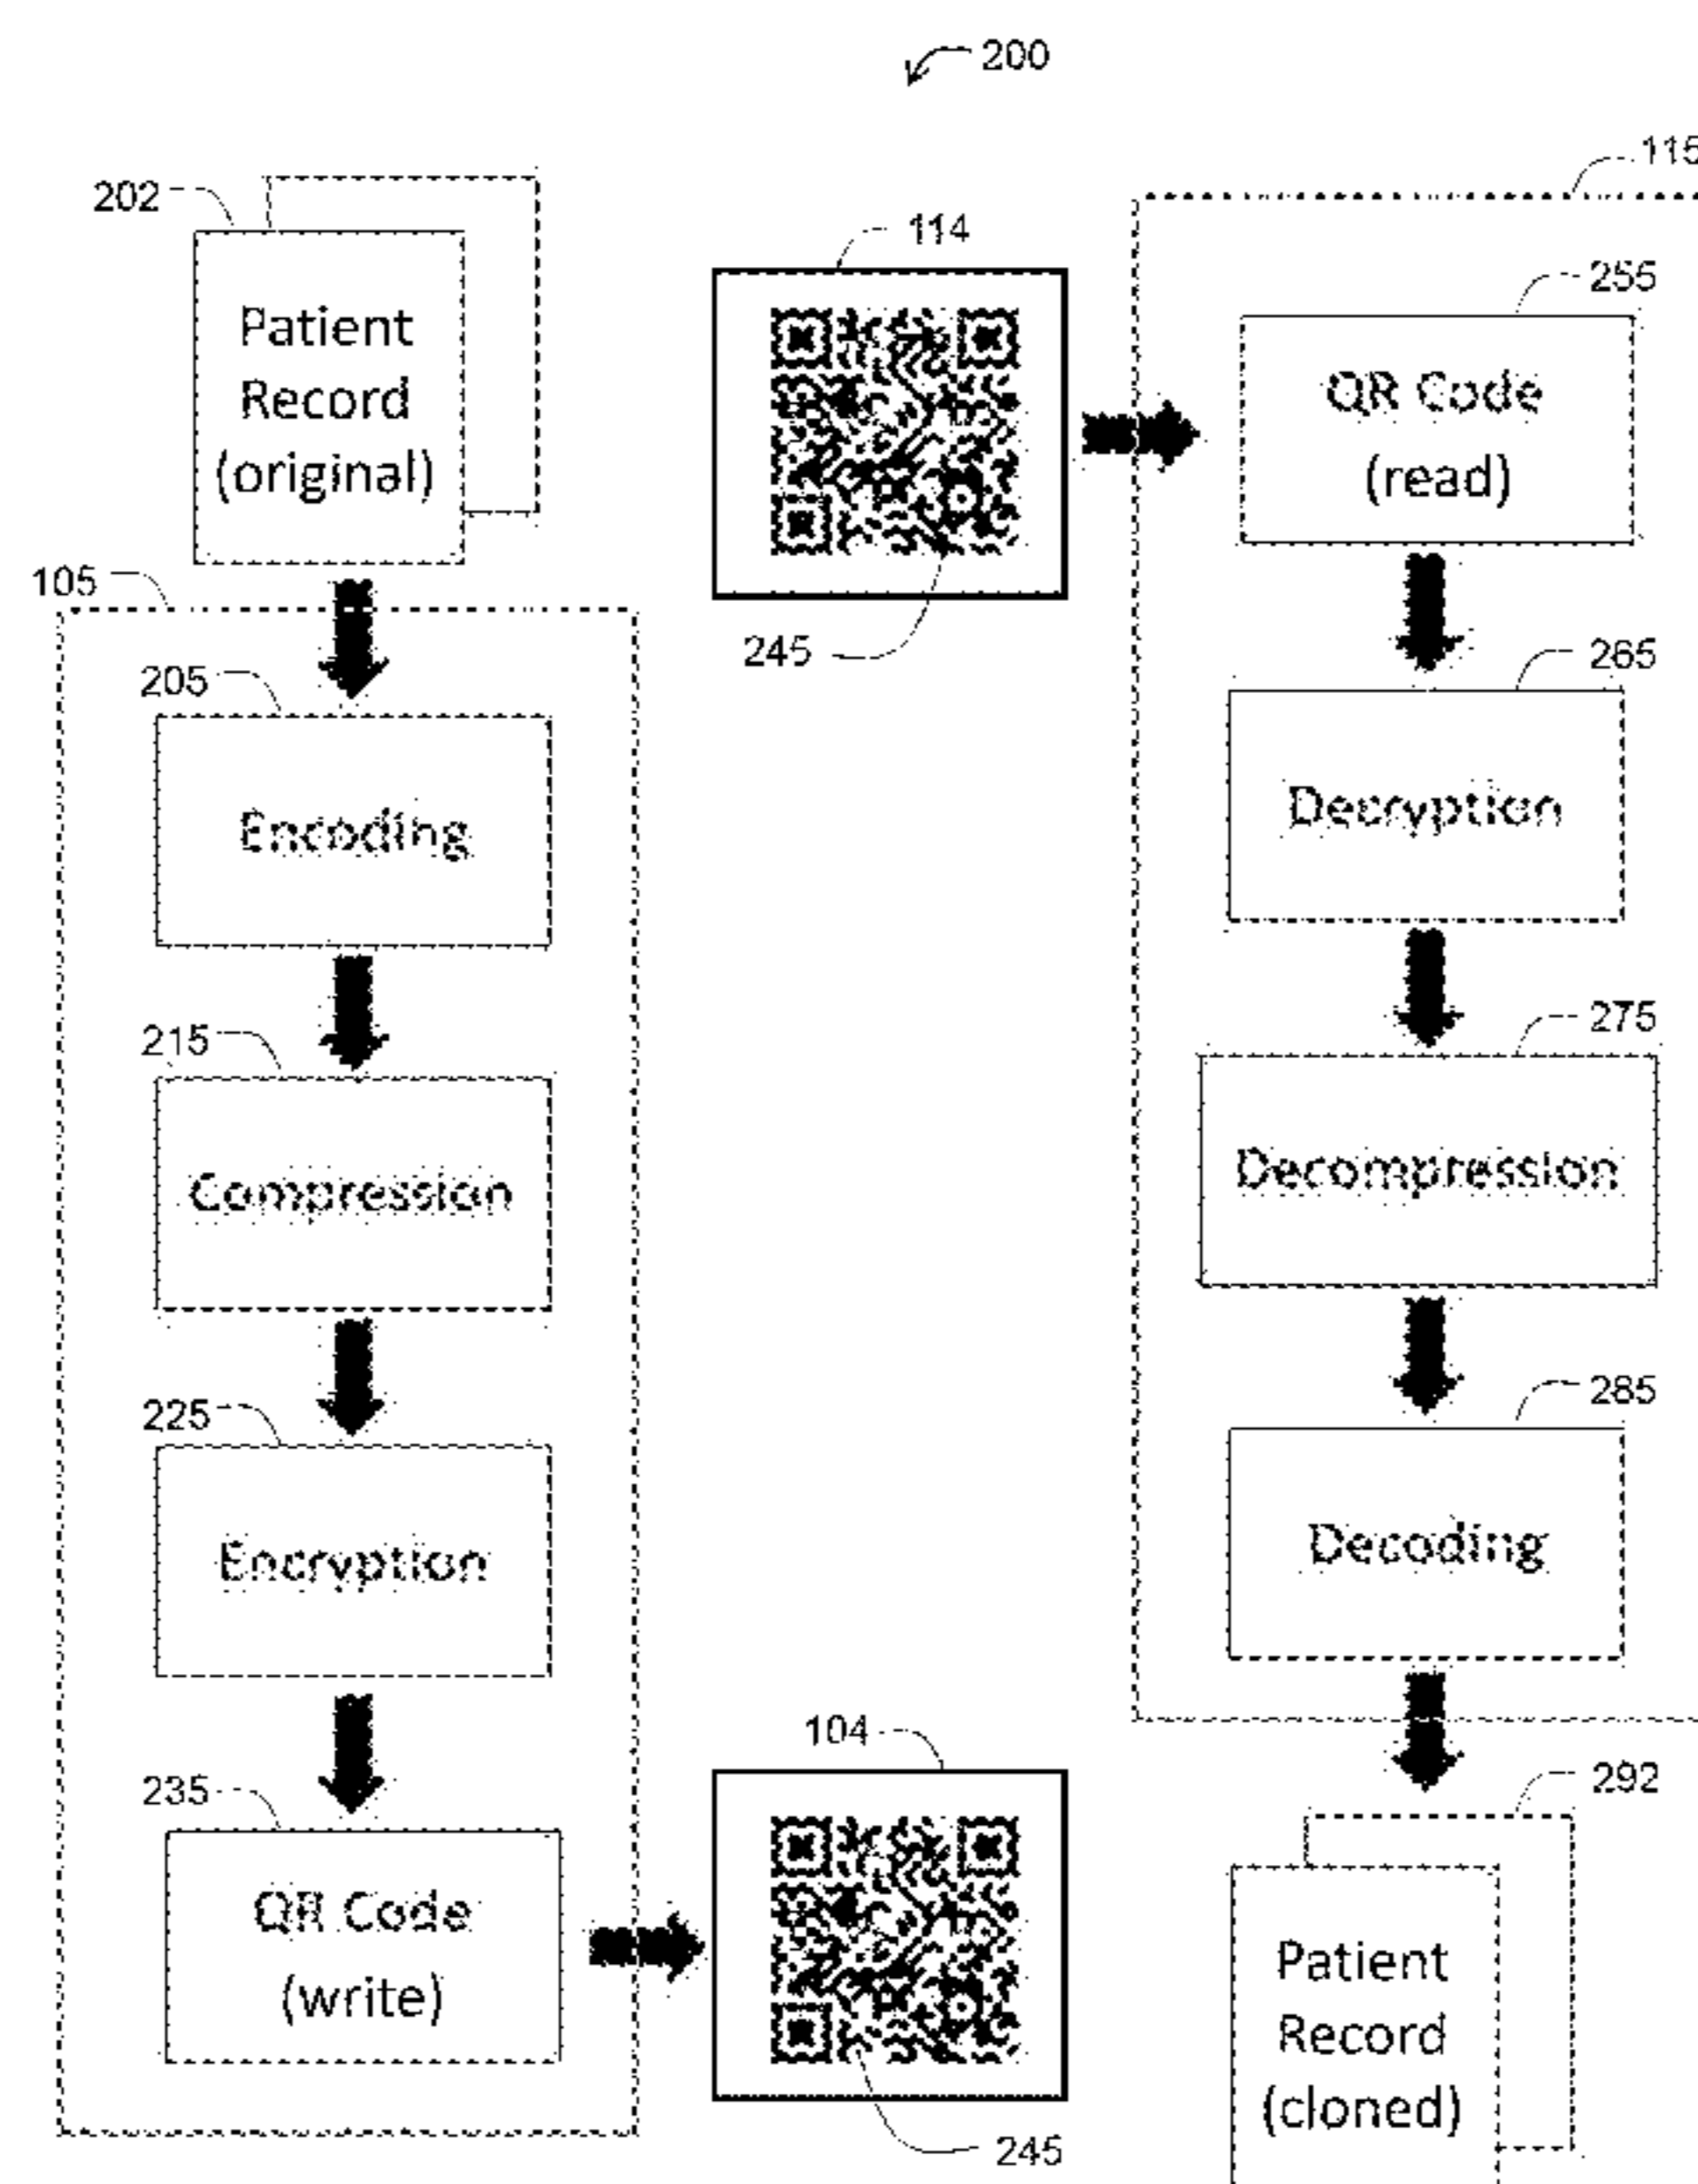 200
202
Patient
Record
(original)
105
205
Encoding
215
Compression
225
Encryption
235
QR Code
(write)
104
245
114
245
115
255
QR Code
(read)
265
Decryption
275
Decompression
285
Decoding
292
Patient
Record
(cloned)